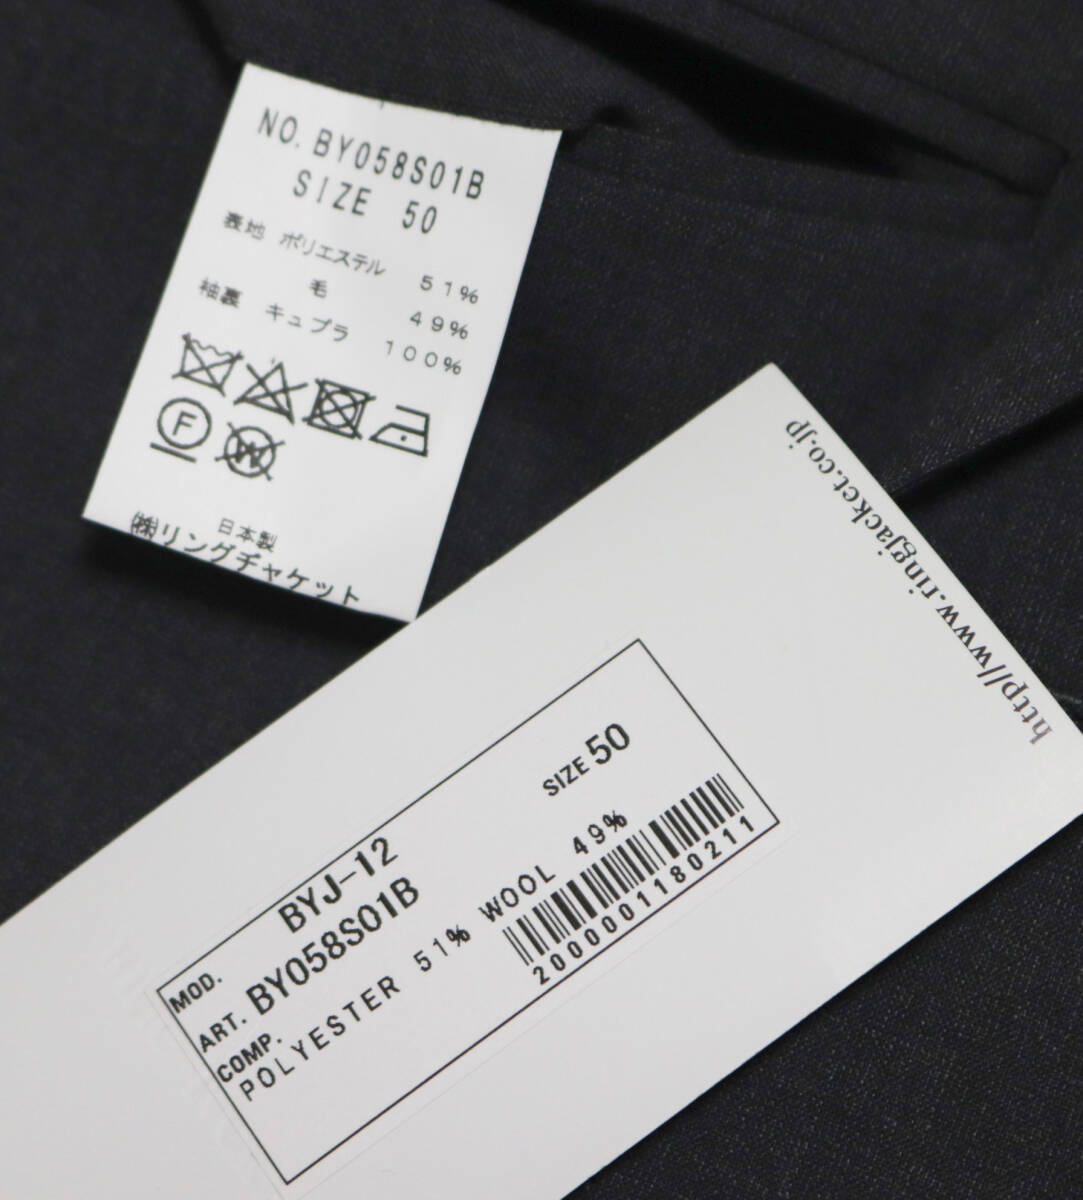 NO. BY058S01B
SIZE 50
表地 ポリエステル 51%
毛 49%
袖裏 キュプラ 100%
F
W
日本製
㈱リングヂャケット
http//www.ringjacket.co.jp
SIZE 50
MOD. BYJ-12
ART. BY058S01B
COMP.
POLYESTER 51% WOOL 49%
2000001180211